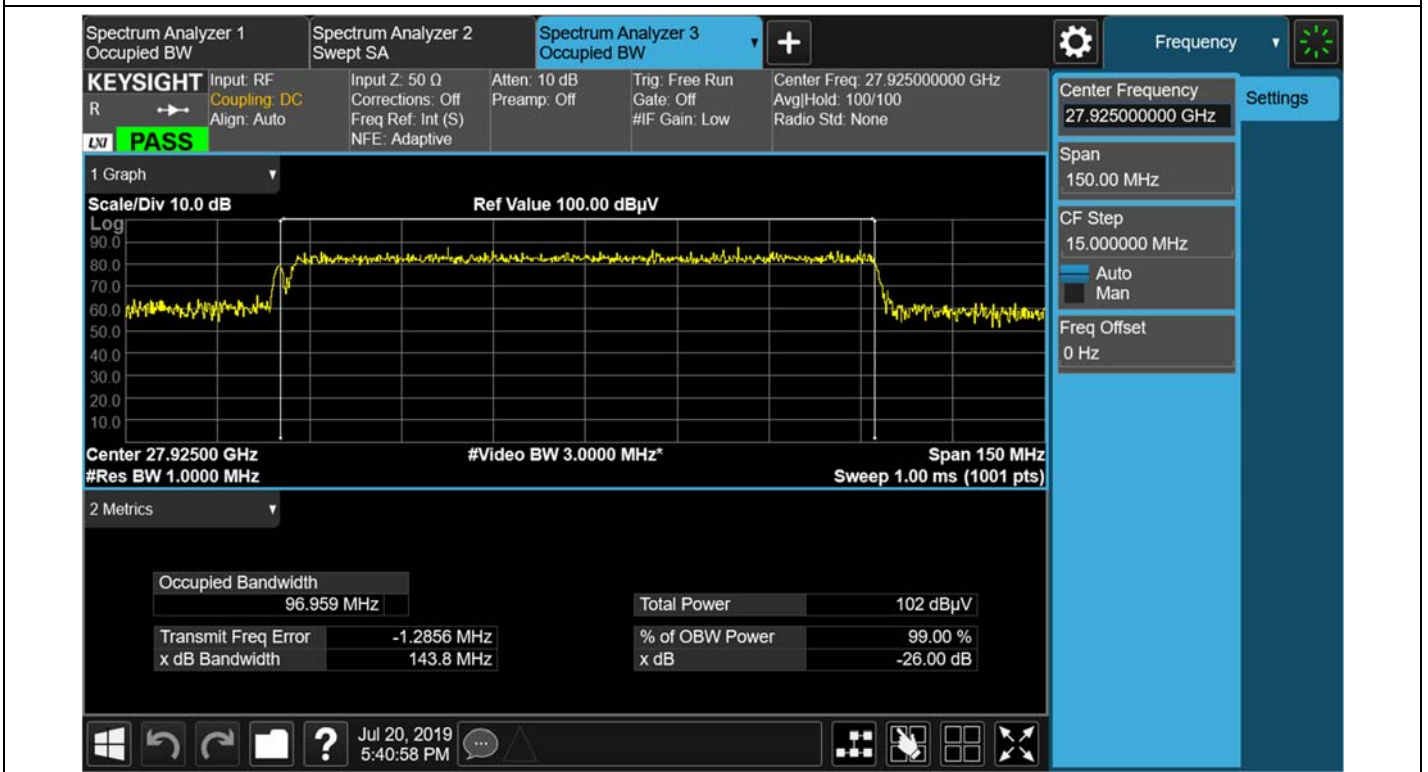 Spectrum Analyzer 1
Occupied BW
Spectrum Analyzer 2
Swept SA
Spectrum Analyzer 3
Occupied BW
Frequency
KEYSIGHT
R
LXI
PASS
Input: RF
Coupling: DC
Align: Auto
Input Z: 50 Ω
Corrections: Off
Freq Ref: Int (S)
NFE: Adaptive
Atten: 10 dB
Preamp: Off
Trig: Free Run
Gate: Off
#IF Gain: Low
Center Freq: 27.925000000 GHz
Avg|Hold: 100/100
Radio Std: None
Center Frequency
27.925000000 GHz
Settings
Span
150.00 MHz
CF Step
15.000000 MHz
Auto
Man
Freq Offset
0 Hz
1 Graph
Scale/Div 10.0 dB
Ref Value 100.00 dBµV
Log
90.0
80.0
70.0
60.0
50.0
40.0
30.0
20.0
10.0
Center 27.92500 GHz
#Video BW 3.0000 MHz*
Span 150 MHz
#Res BW 1.0000 MHz
Sweep 1.00 ms (1001 pts)
2 Metrics
Occupied Bandwidth
96.959 MHz
Total Power 102 dBµV
Transmit Freq Error -1.2856 MHz
% of OBW Power 99.00 %
x dB Bandwidth 143.8 MHz
x dB -26.00 dB
?
Jul 20, 2019
5:40:58 PM